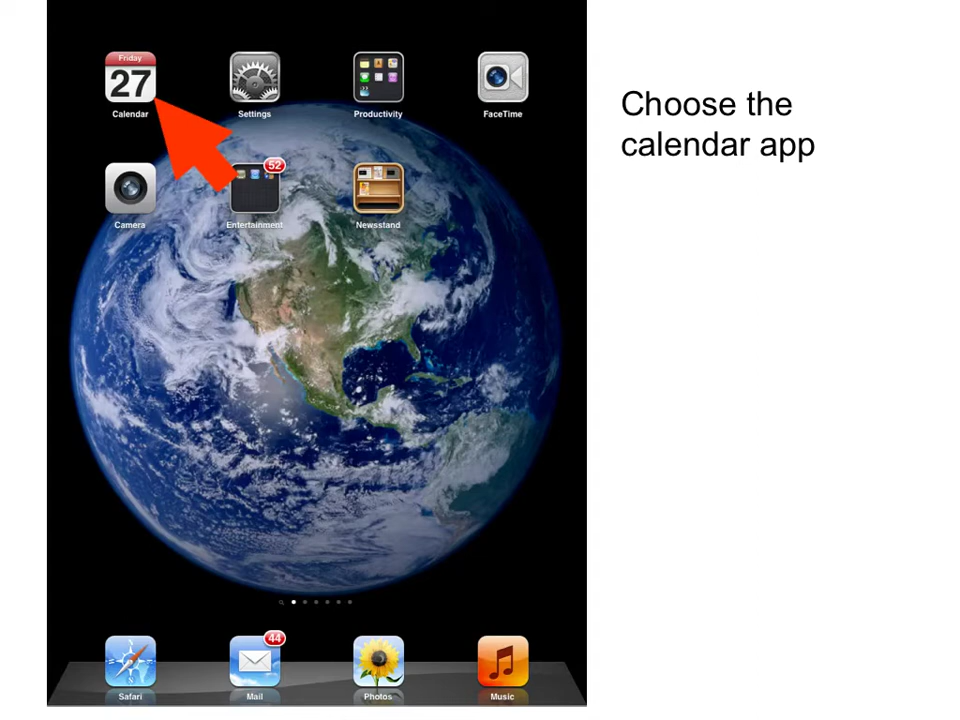 Friday
27
Calendar
Settings
Productivity
FaceTime
Choose the
calendar app
52
Camera
Entertainment
Newsstand
44
Safari
Mail
Photos
Music